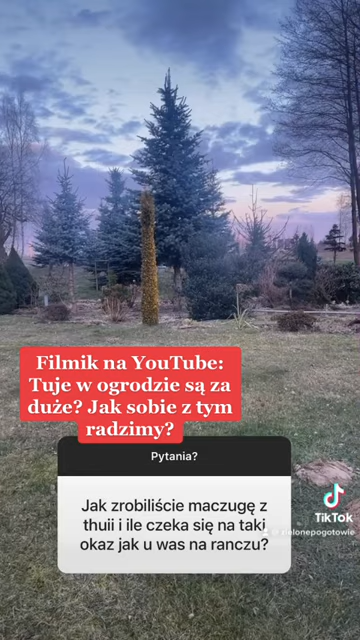 Filmik na YouTube:
Tuje w ogrodzie są za
duże? Jak sobie z tym
radzimy?
Pytania?
Jak zrobiliście maczugę z
thuii i ile czeka się na taki
okaz jak u was na ranczu?
TikTok
zielonepogotowie